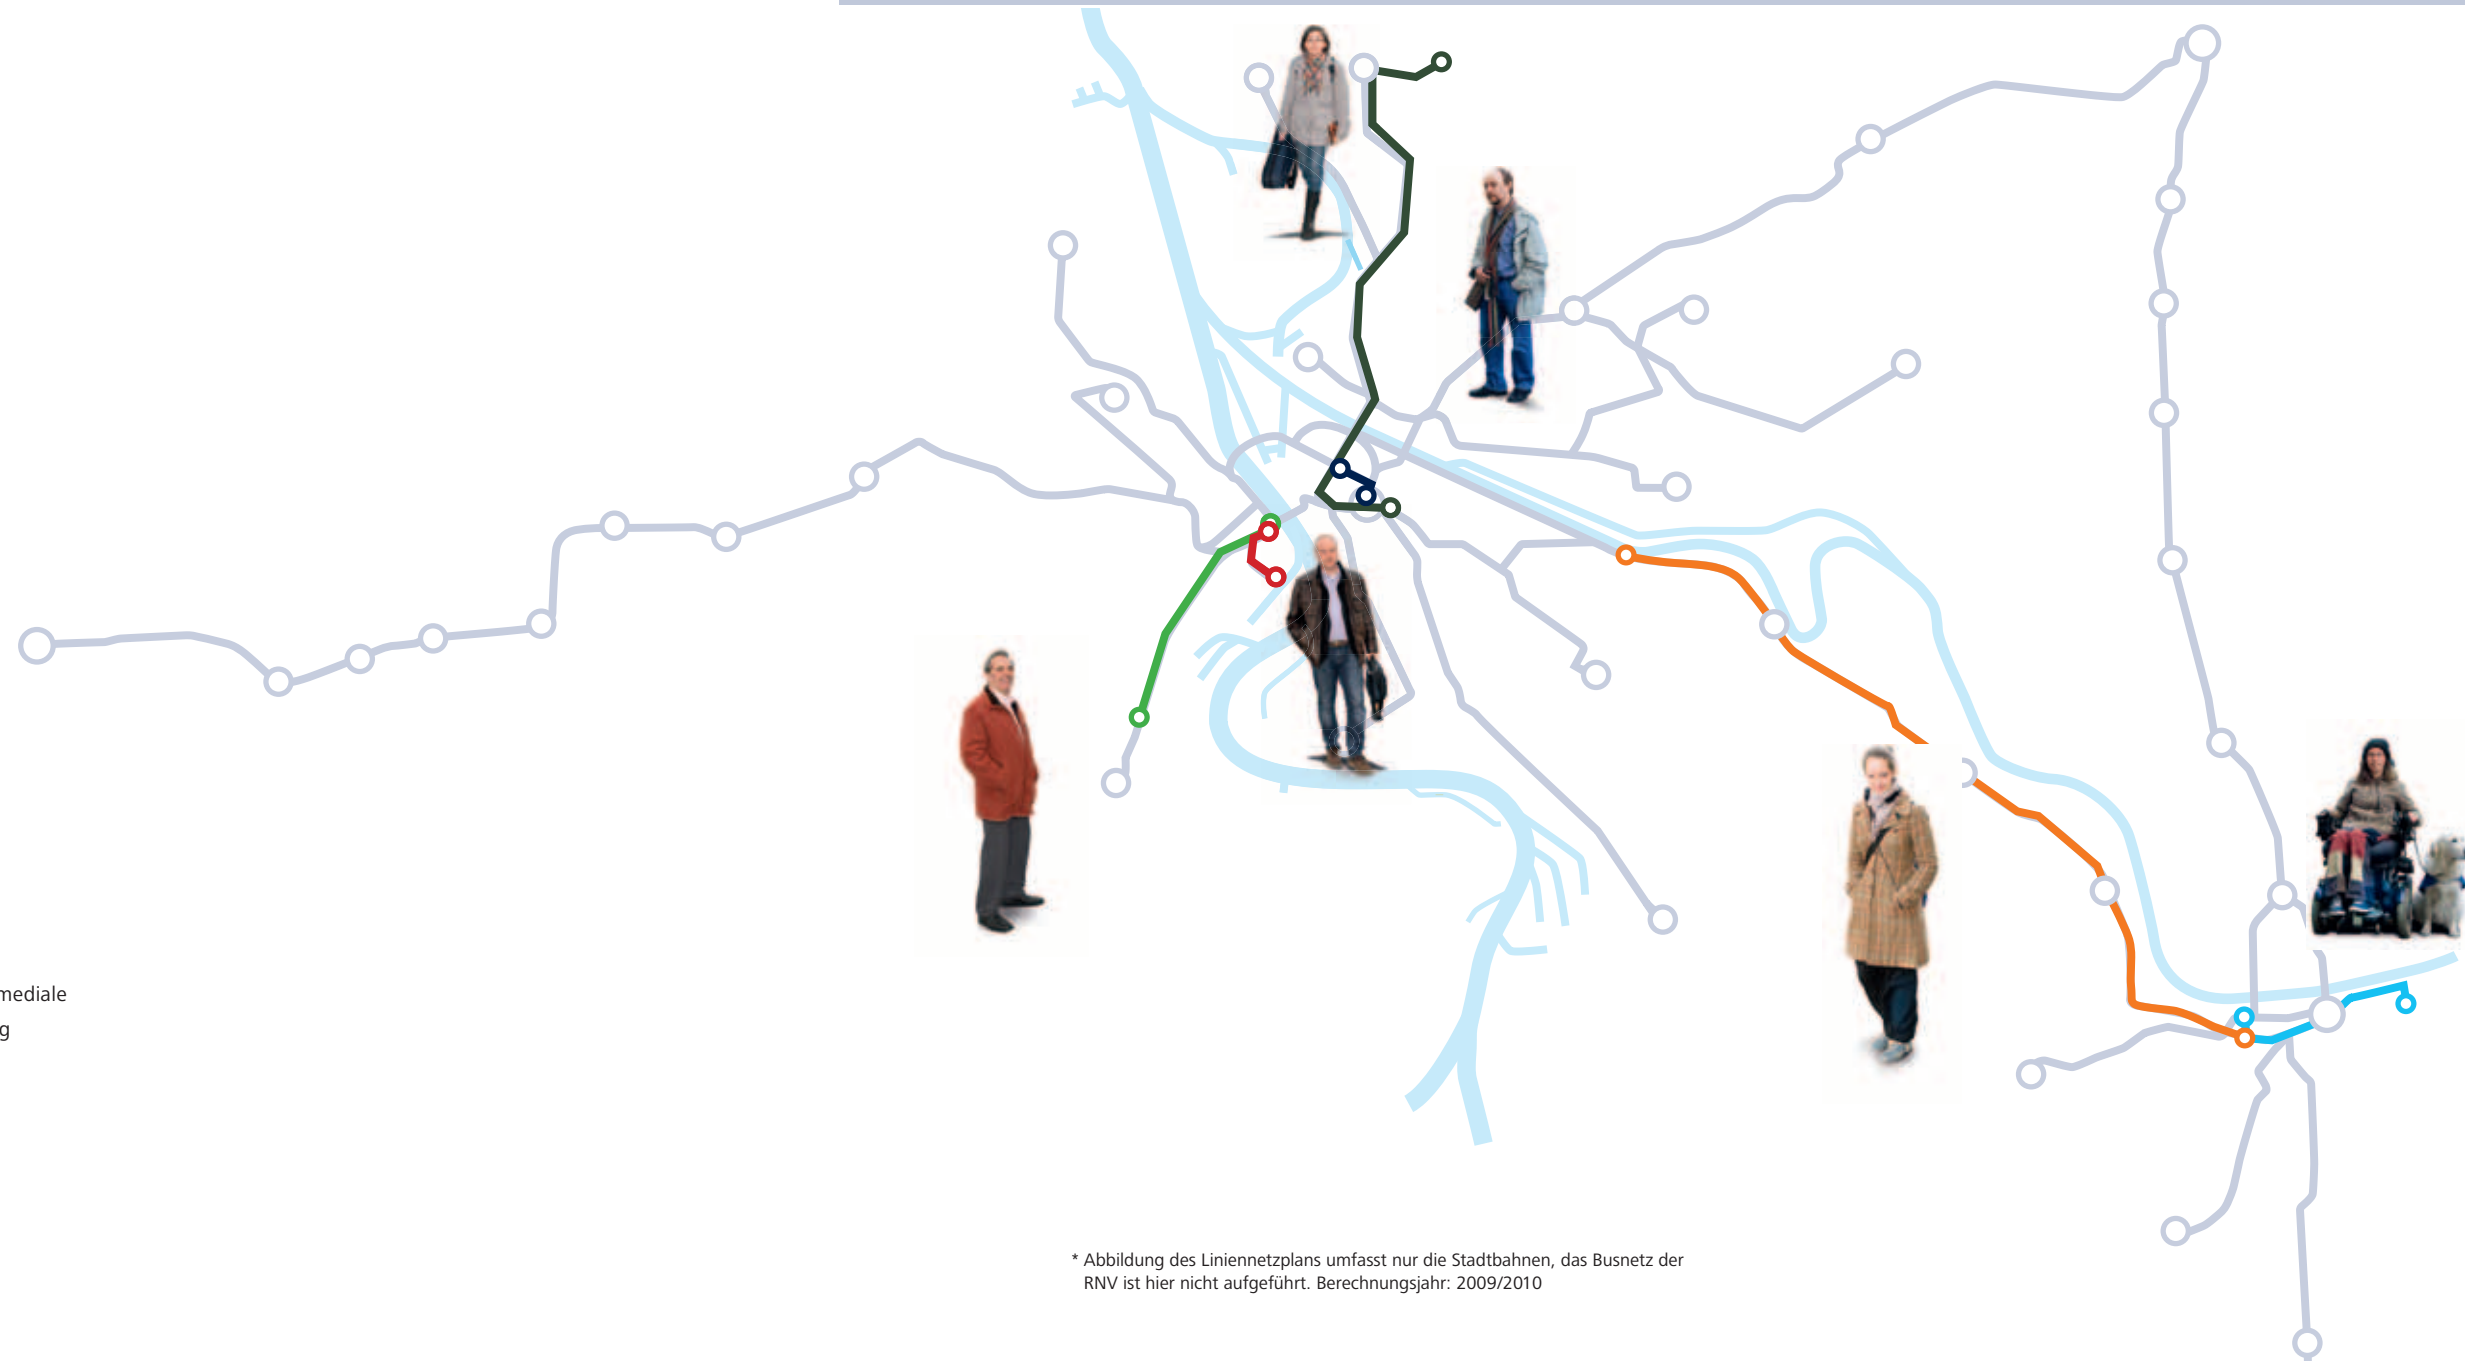 mediale
g
* Abbildung des Liniennetzplans umfasst nur die Stadtbahnen, das Busnetz der
RNV ist hier nicht aufgeführt. Berechnungsjahr: 2009/2010